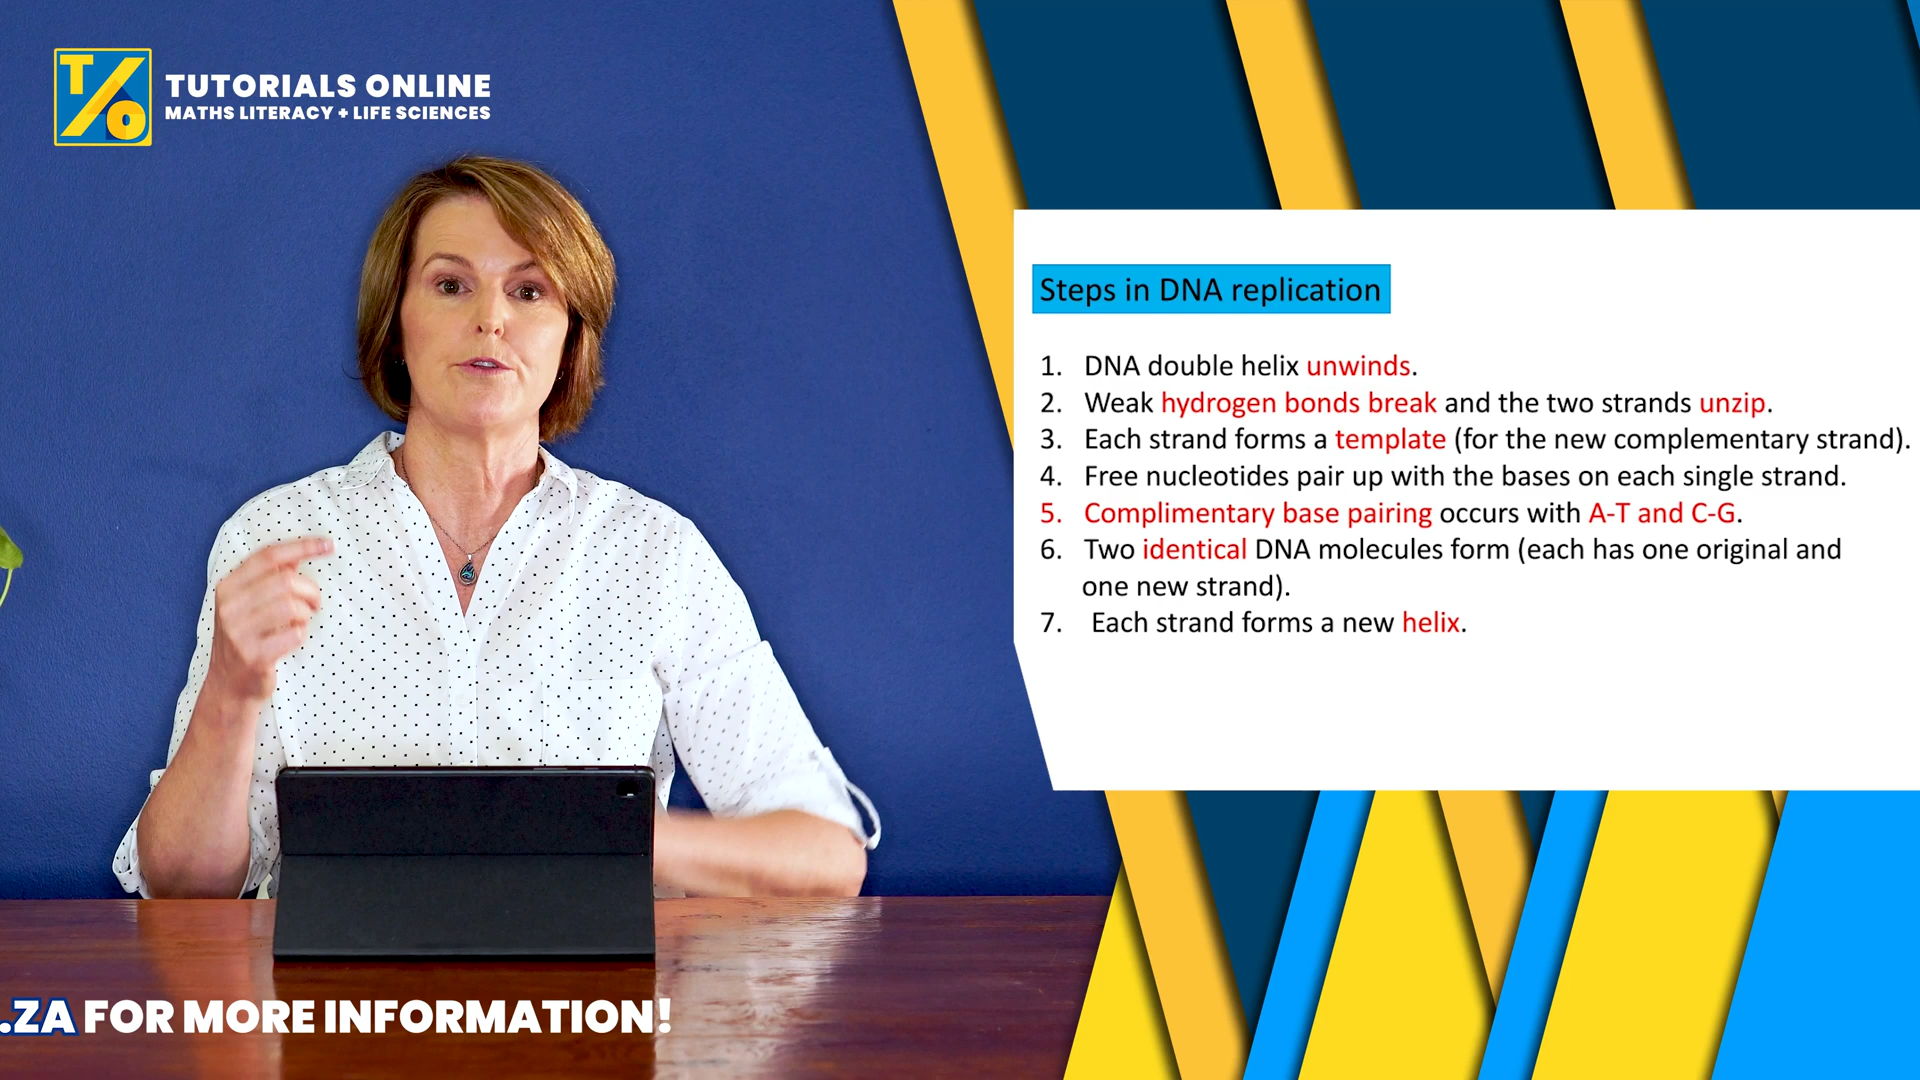 T/O
TUTORIALS ONLINE
MATHS LITERACY + LIFE SCIENCES
Steps in DNA replication
1. DNA double helix unwinds.
2. Weak hydrogen bonds break and the two strands unzip.
3. Each strand forms a template (for the new complementary strand).
4. Free nucleotides pair up with the bases on each single strand.
5. Complimentary base pairing occurs with A-T and C-G.
6. Two identical DNA molecules form (each has one original and
one new strand).
7. Each strand forms a new helix.
.ZA FOR MORE INFORMATION!